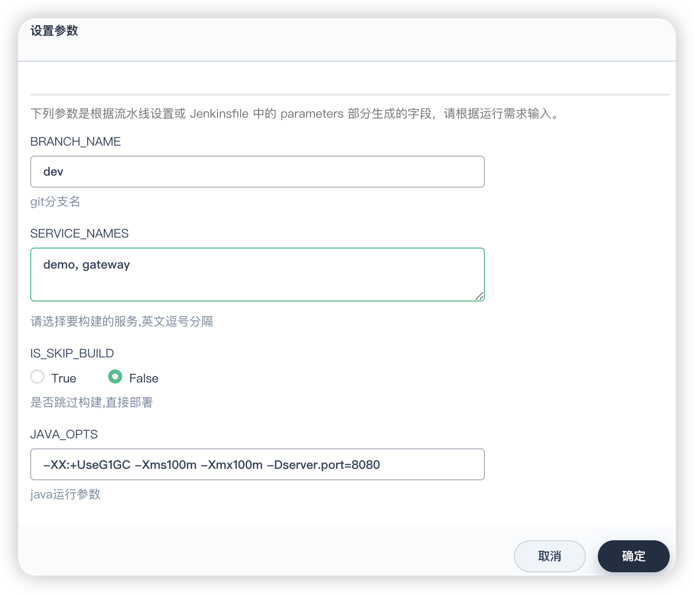 设置参数
下列参数是根据流水线设置或 Jenkinsfile 中的 parameters 部分生成的字段，请根据运行需求输入。
BRANCH_NAME
dev
git分支名
SERVICE_NAMES
demo, gateway
请选择要构建的服务,英文逗号分隔
IS_SKIP_BUILD
True False
是否跳过构建,直接部署
JAVA_OPTS
-XX:+UseG1GC -Xms100m -Xmx100m -Dserver.port=8080
java运行参数
取消 确定